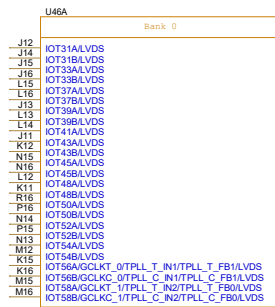 U46A
Bank 0
J12 IOT31A/LVDS
J14 IOT31B/LVDS
J15 IOT33A/LVDS
J16 IOT33B/LVDS
L15 IOT37A/LVDS
L16 IOT37B/LVDS
J13 IOT39A/LVDS
L13 IOT39B/LVDS
L14 IOT41A/LVDS
J11 IOT43A/LVDS
K12 IOT43B/LVDS
N15 IOT45A/LVDS
N16 IOT45B/LVDS
L12 IOT48A/LVDS
K11 IOT48B/LVDS
R16 IOT50A/LVDS
P16 IOT50B/LVDS
N14 IOT52A/LVDS
P15 IOT52B/LVDS
N13 IOT54A/LVDS
M12 IOT54B/LVDS
K15 IOT56A/GCLKT_0/TPLL_T_IN1/TPLL_T_FB1/LVDS
K16 IOT56B/GCLKC_0/TPLL_C_IN1/TPLL_C_FB1/LVDS
M15 IOT58A/GCLKT_1/TPLL_T_IN2/TPLL_T_FB0/LVDS
M16 IOT58B/GCLKC_1/TPLL_C_IN2/TPLL_C_FB0/LVDS